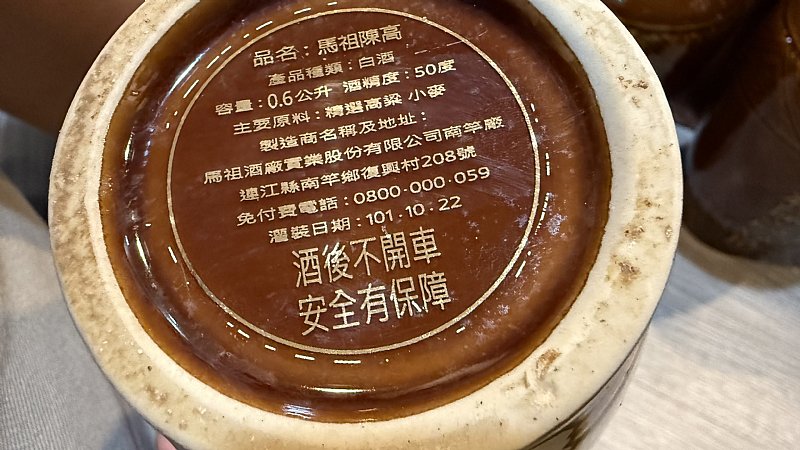 品名：馬祖陳高
產品種類：白酒
容量：0.6公升 酒精度：50度
主要原料：精選高粱 小麥
製造商名稱及地址：
馬祖酒廠實業股份有限公司南竿廠
連江縣南竿鄉復興村208號
免付費電話：0800·000·059
灌裝日期：101·10·22
酒後不開車
安全有保障